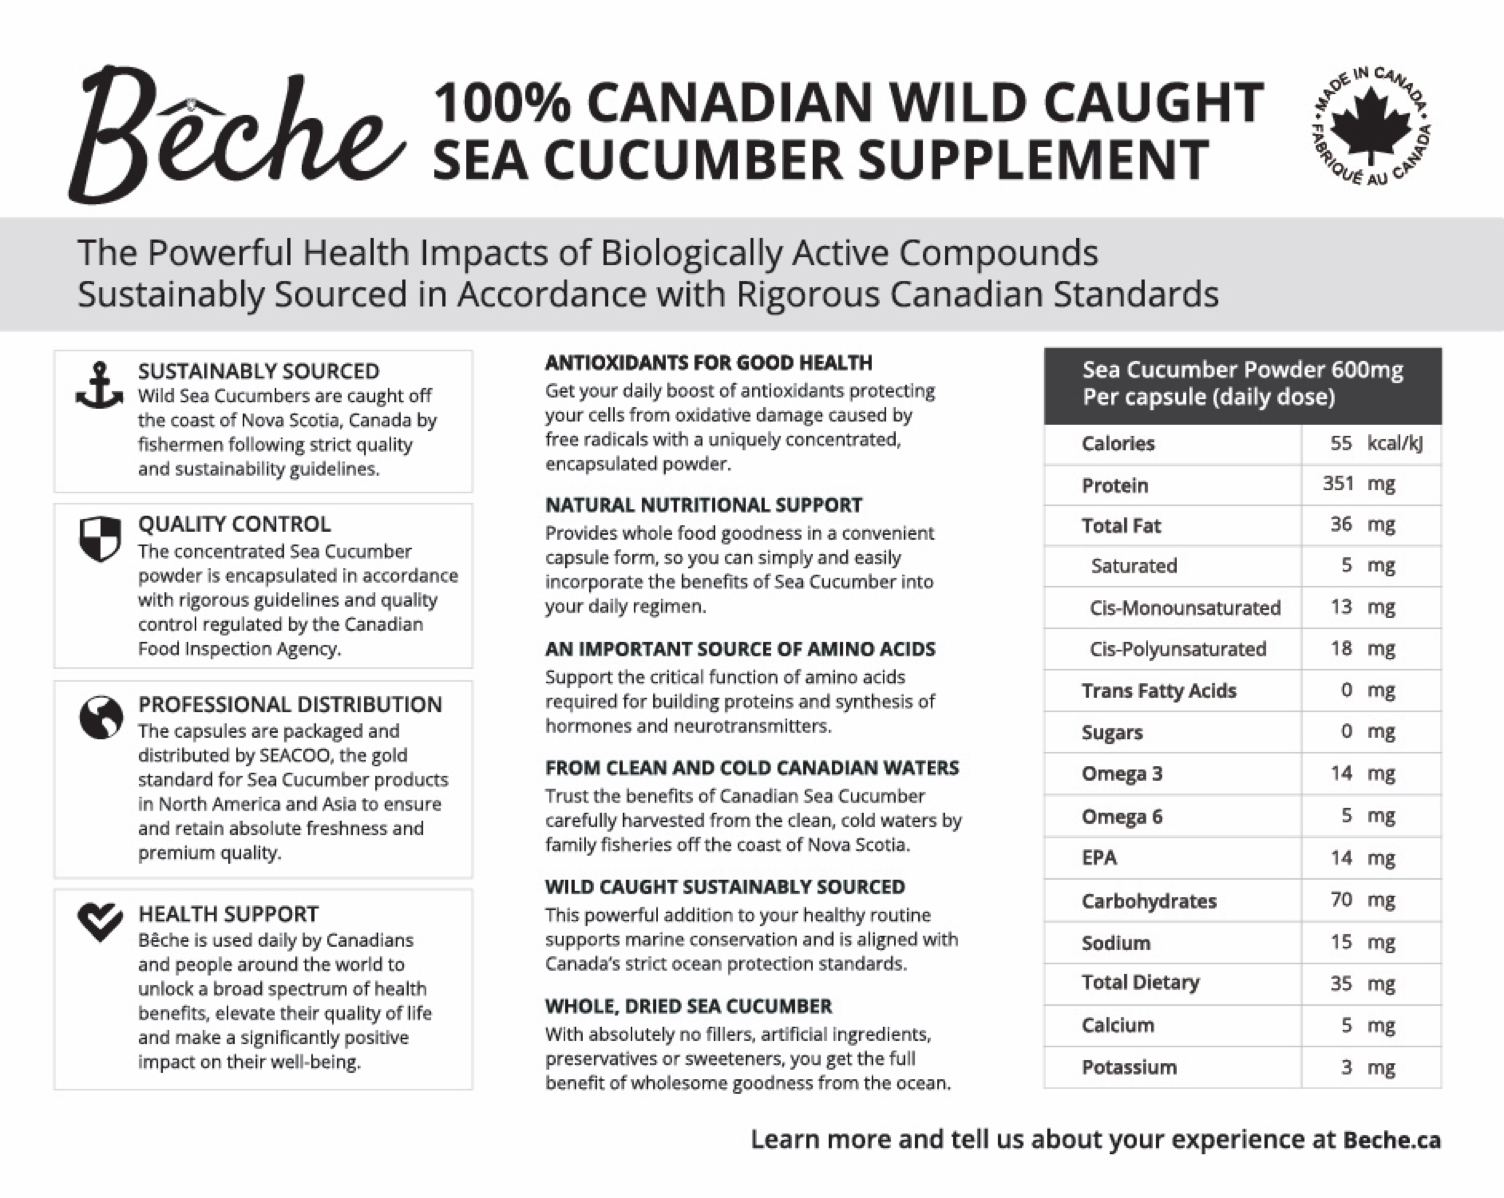 Bêche
100% CANADIAN WILD CAUGHT
SEA CUCUMBER SUPPLEMENT
• MADE IN CANADA •
FABRIQUÉ AU CANADA
The Powerful Health Impacts of Biologically Active Compounds
Sustainably Sourced in Accordance with Rigorous Canadian Standards
SUSTAINABLY SOURCED
Wild Sea Cucumbers are caught off
the coast of Nova Scotia, Canada by
fishermen following strict quality
and sustainability guidelines.
QUALITY CONTROL
The concentrated Sea Cucumber
powder is encapsulated in accordance
with rigorous guidelines and quality
control regulated by the Canadian
Food Inspection Agency.
PROFESSIONAL DISTRIBUTION
The capsules are packaged and
distributed by SEACOO, the gold
standard for Sea Cucumber products
in North America and Asia to ensure
and retain absolute freshness and
premium quality.
HEALTH SUPPORT
Bêche is used daily by Canadians
and people around the world to
unlock a broad spectrum of health
benefits, elevate their quality of life
and make a significantly positive
impact on their well-being.
ANTIOXIDANTS FOR GOOD HEALTH
Get your daily boost of antioxidants protecting
your cells from oxidative damage caused by
free radicals with a uniquely concentrated,
encapsulated powder.
NATURAL NUTRITIONAL SUPPORT
Provides whole food goodness in a convenient
capsule form, so you can simply and easily
incorporate the benefits of Sea Cucumber into
your daily regimen.
AN IMPORTANT SOURCE OF AMINO ACIDS
Support the critical function of amino acids
required for building proteins and synthesis of
hormones and neurotransmitters.
FROM CLEAN AND COLD CANADIAN WATERS
Trust the benefits of Canadian Sea Cucumber
carefully harvested from the clean, cold waters by
family fisheries off the coast of Nova Scotia.
WILD CAUGHT SUSTAINABLY SOURCED
This powerful addition to your healthy routine
supports marine conservation and is aligned with
Canada's strict ocean protection standards.
WHOLE, DRIED SEA CUCUMBER
With absolutely no fillers, artificial ingredients,
preservatives or sweeteners, you get the full
benefit of wholesome goodness from the ocean.
Sea Cucumber Powder 600mg
Per capsule (daily dose)
Calories 55 kcal/kJ
Protein 351 mg
Total Fat 36 mg
Saturated 5 mg
Cis-Monounsaturated 13 mg
Cis-Polyunsaturated 18 mg
Trans Fatty Acids 0 mg
Sugars 0 mg
Omega 3 14 mg
Omega 6 5 mg
EPA 14 mg
Carbohydrates 70 mg
Sodium 15 mg
Total Dietary 35 mg
Calcium 5 mg
Potassium 3 mg
Learn more and tell us about your experience at Beche.ca